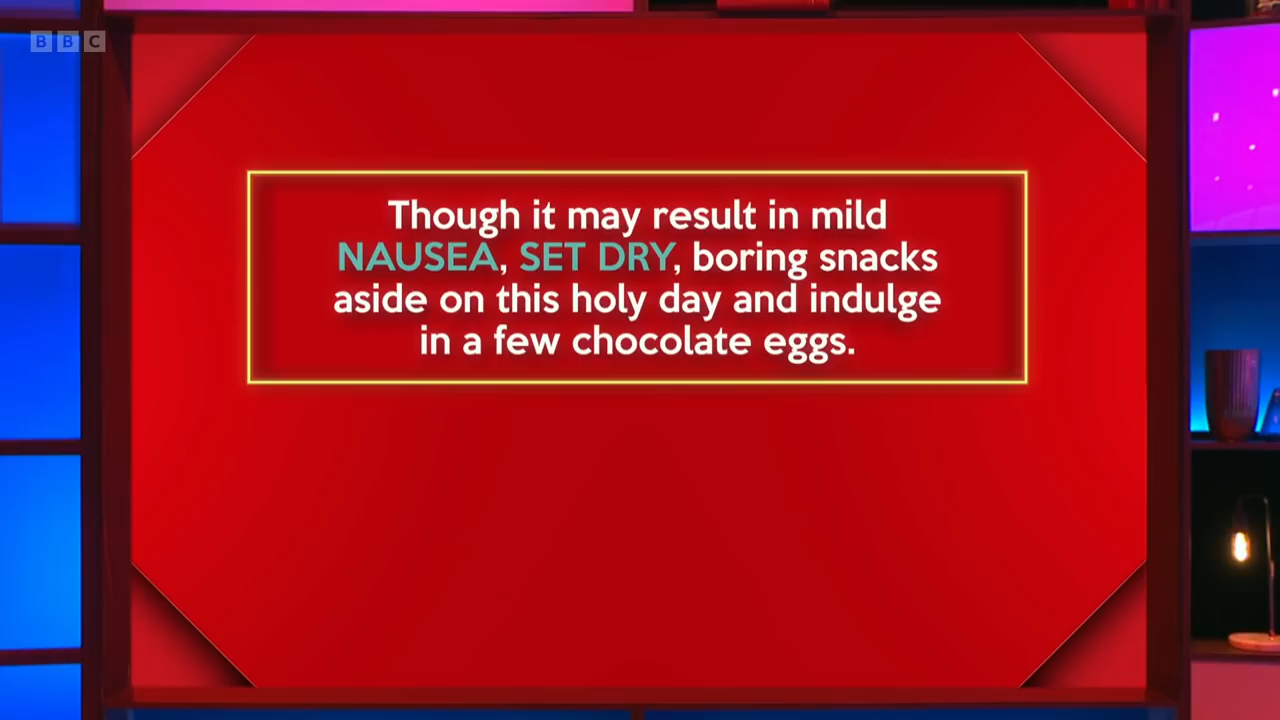 BBC
Though it may result in mild
NAUSEA, SET DRY, boring snacks
aside on this holy day and indulge
in a few chocolate eggs.